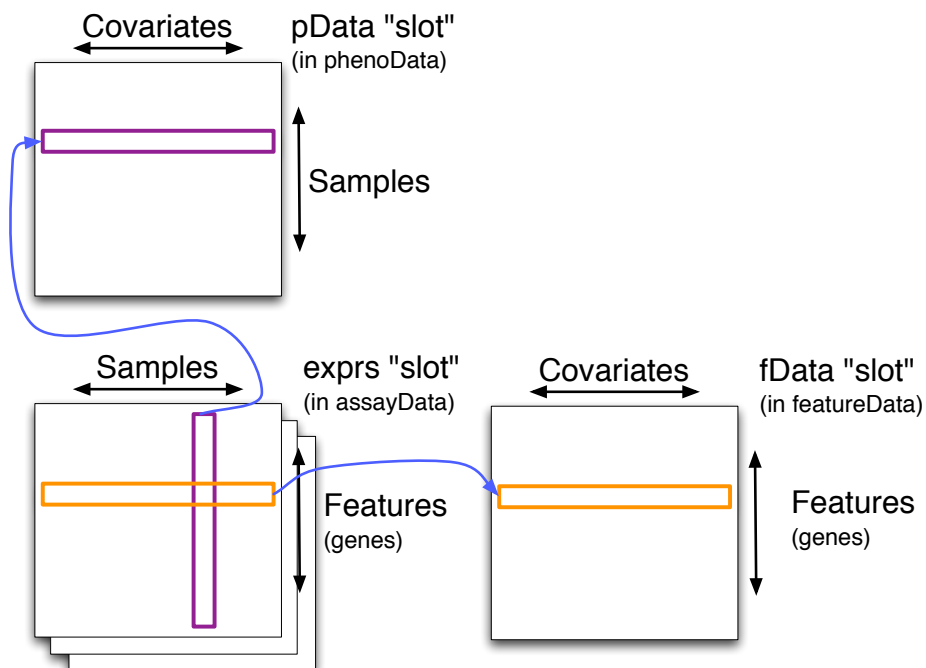 Covariates
pData "slot"
(in phenoData)
Samples
Samples
exprs "slot"
(in assayData)
Features
(genes)
Covariates
fData "slot"
(in featureData)
Features
(genes)